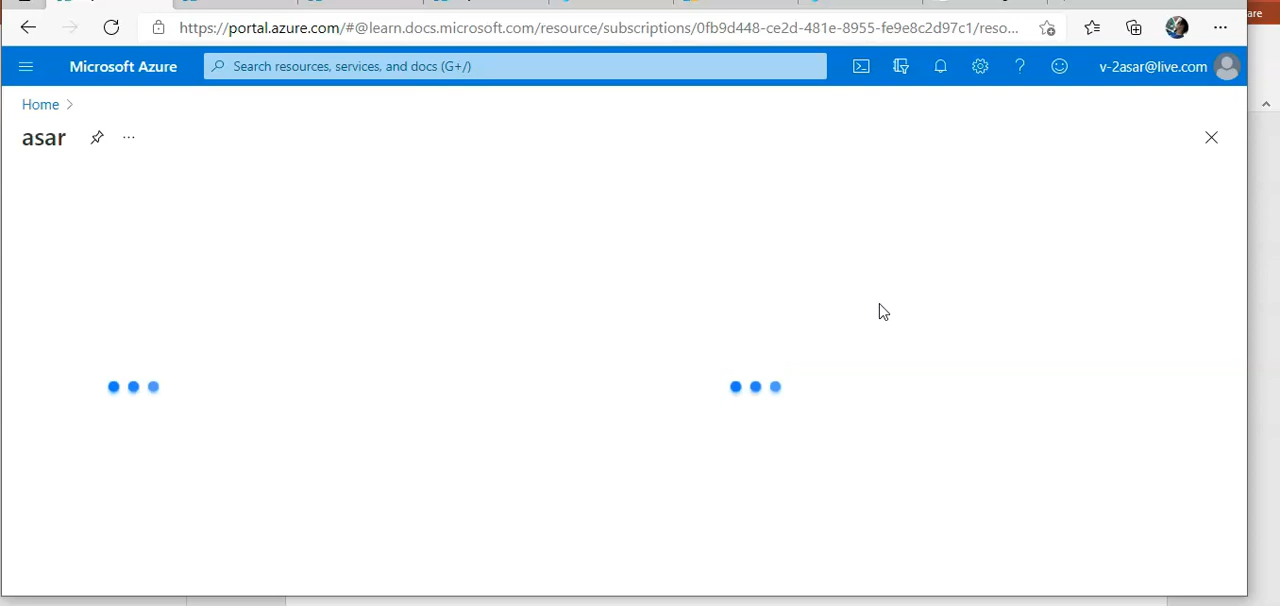 are
https://portal.azure.com/#@learn.docs.microsoft.com/resource/subscriptions/0fb9d448-ce2d-481e-8955-fe9e8c2d97c1/reso...
Microsoft Azure
Search resources, services, and docs (G+/)
v-2asar@live.com
Home
asar